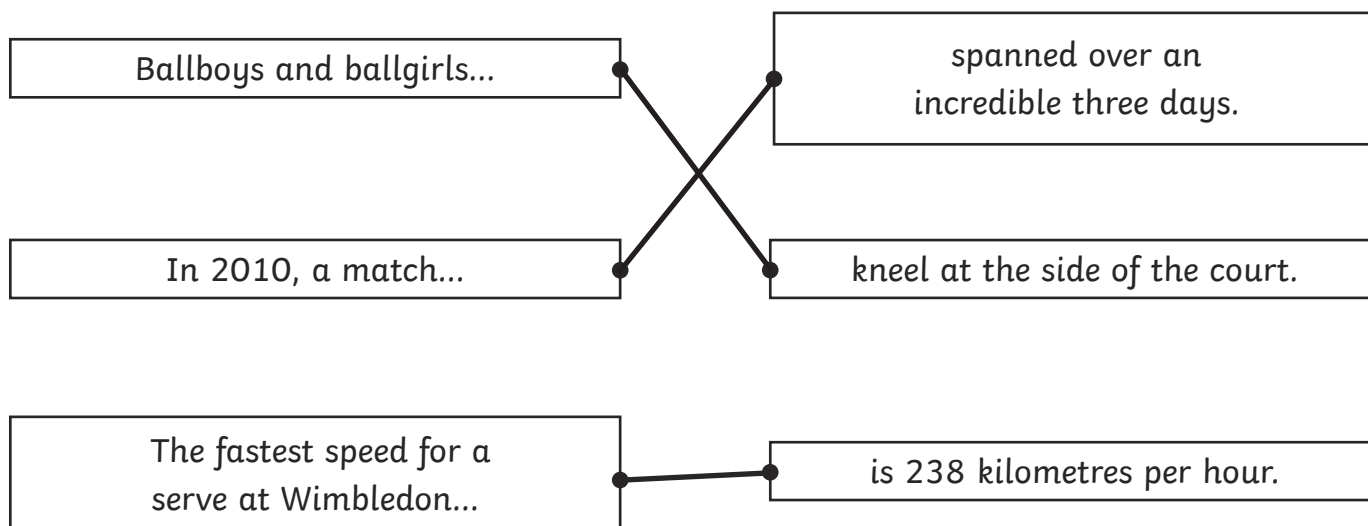 Ballboys and ballgirls...
spanned over an
incredible three days.
In 2010, a match...
kneel at the side of the court.
The fastest speed for a
serve at Wimbledon...
is 238 kilometres per hour.